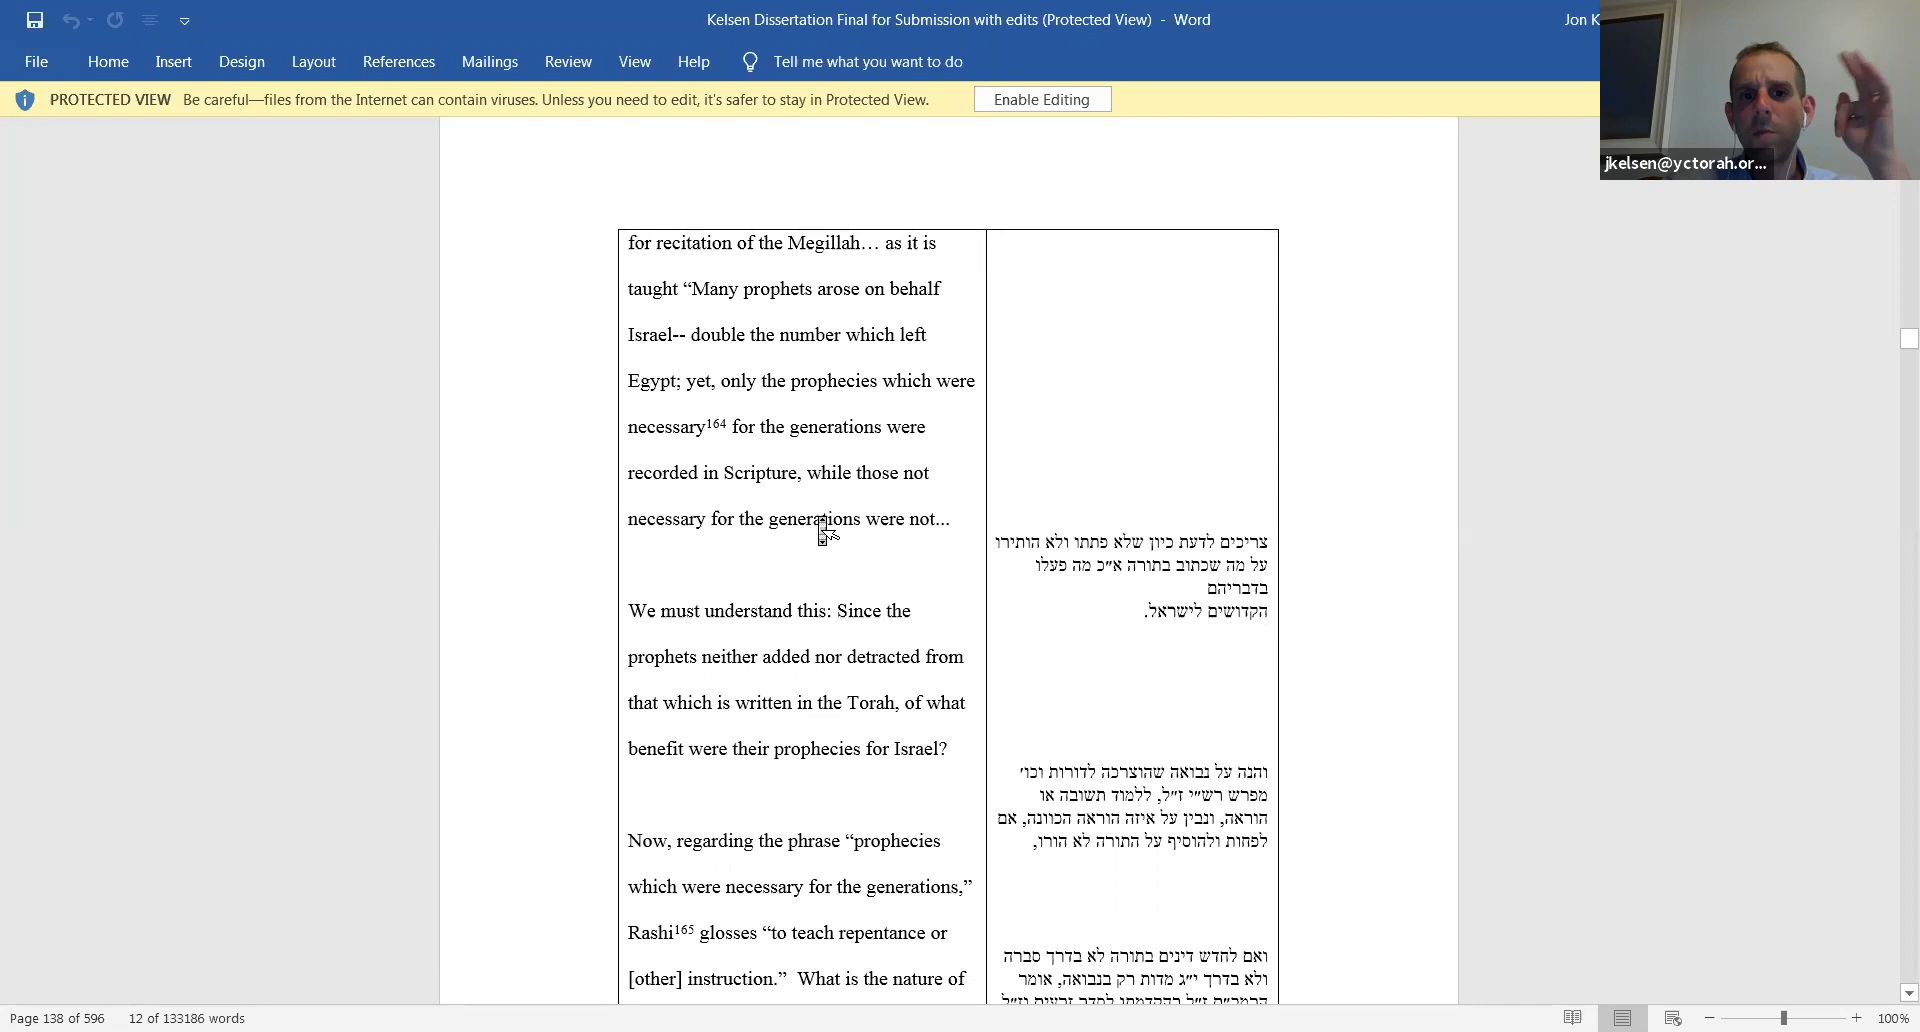 Kelsen Dissertation Final for Submission with edits (Protected View) - Word
Jon K
File Home Insert Design Layout References Mailings Review View Help Tell me what you want to do
PROTECTED VIEW Be careful—files from the Internet can contain viruses. Unless you need to edit, it's safer to stay in Protected View. Enable Editing
jkelsen@yctorah.or...
for recitation of the Megillah… as it is
taught “Many prophets arose on behalf
Israel-- double the number which left
Egypt; yet, only the prophecies which were
necessary164 for the generations were
recorded in Scripture, while those not
necessary for the generations were not...
We must understand this: Since the
prophets neither added nor detracted from
that which is written in the Torah, of what
benefit were their prophecies for Israel?
Now, regarding the phrase “prophecies
which were necessary for the generations,”
Rashi165 glosses “to teach repentance or
[other] instruction.” What is the nature of
צריכים לדעת כיון שלא פתתו ולא הותירו
על מה שכתוב בתורה א״כ מה פעלו
בדבריהם
הקדושים לישראל.
והנה על נבואה שהוצרכה לדורות וכו׳
מפרש רש״י ז״ל, ללמוד תשובה או
הוראה, ונבין על איזה הוראה הכוונה, אם
לפחות ולהוסיף על התורה לא הורו,
ואם לחדש דינים בתורה לא בדרך סברה
ולא בדרך י״ג מדות רק בנבואה, אומר
Page 138 of 596 12 of 133186 words
100%